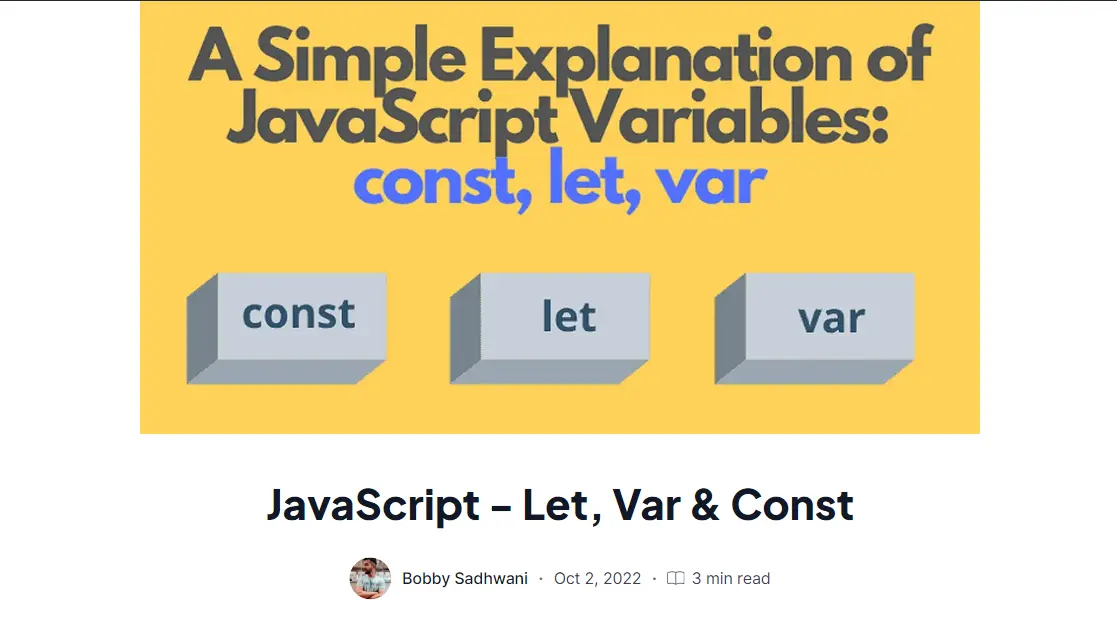 A Simple Explanation of
JavaScript Variables:
const, let, var
const let var
JavaScript – Let, Var & Const
Bobby Sadhwani · Oct 2, 2022 · 3 min read